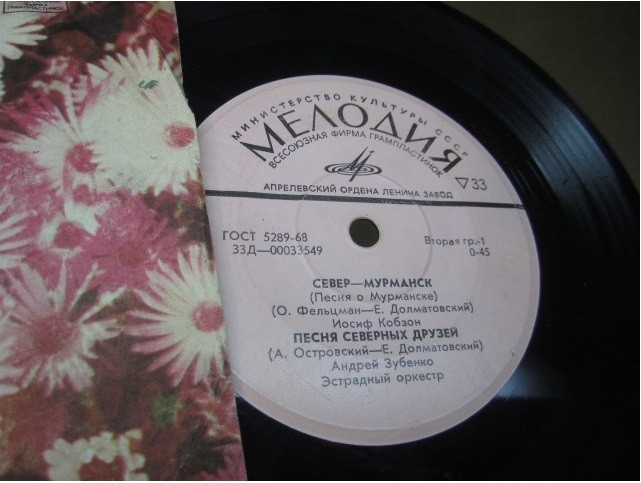 ГРАМПЛАСТИНОК
МИНИСТЕРСТВО КУЛЬТУРЫ СССР
МЕЛОДИЯ
ВСЕСОЮЗНАЯ ФИРМА ГРАМПЛАСТИНОК
33
АПРЕЛЕВСКИЙ ОРДЕНА ЛЕНИНА ЗАВОД
ГОСТ 5289-68
33Д—00033549
Вторая гр.-1
0-45
СЕВЕР—МУРМАНСК
(Песня о Мурманске)
(О. Фельцман—Е. Долматовский)
Иосиф Кобзон
ПЕСНЯ СЕВЕРНЫХ ДРУЗЕЙ
(А. Островский—Е. Долматовский)
Андрей Зубенко
Эстрадный оркестр